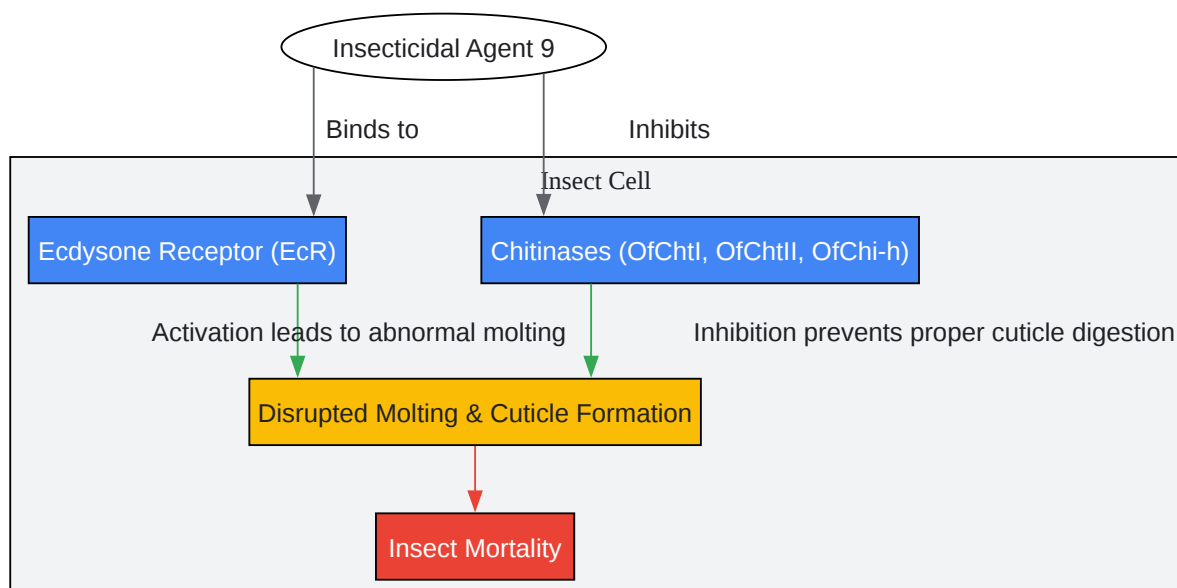 Insecticidal Agent 9
Binds to
Inhibits
Insect Cell
Ecdysone Receptor (EcR)
Chitinases (OfChtI, OfChtII, OfChi-h)
Activation leads to abnormal molting
Inhibition prevents proper cuticle digestion
Disrupted Molting & Cuticle Formation
Insect Mortality